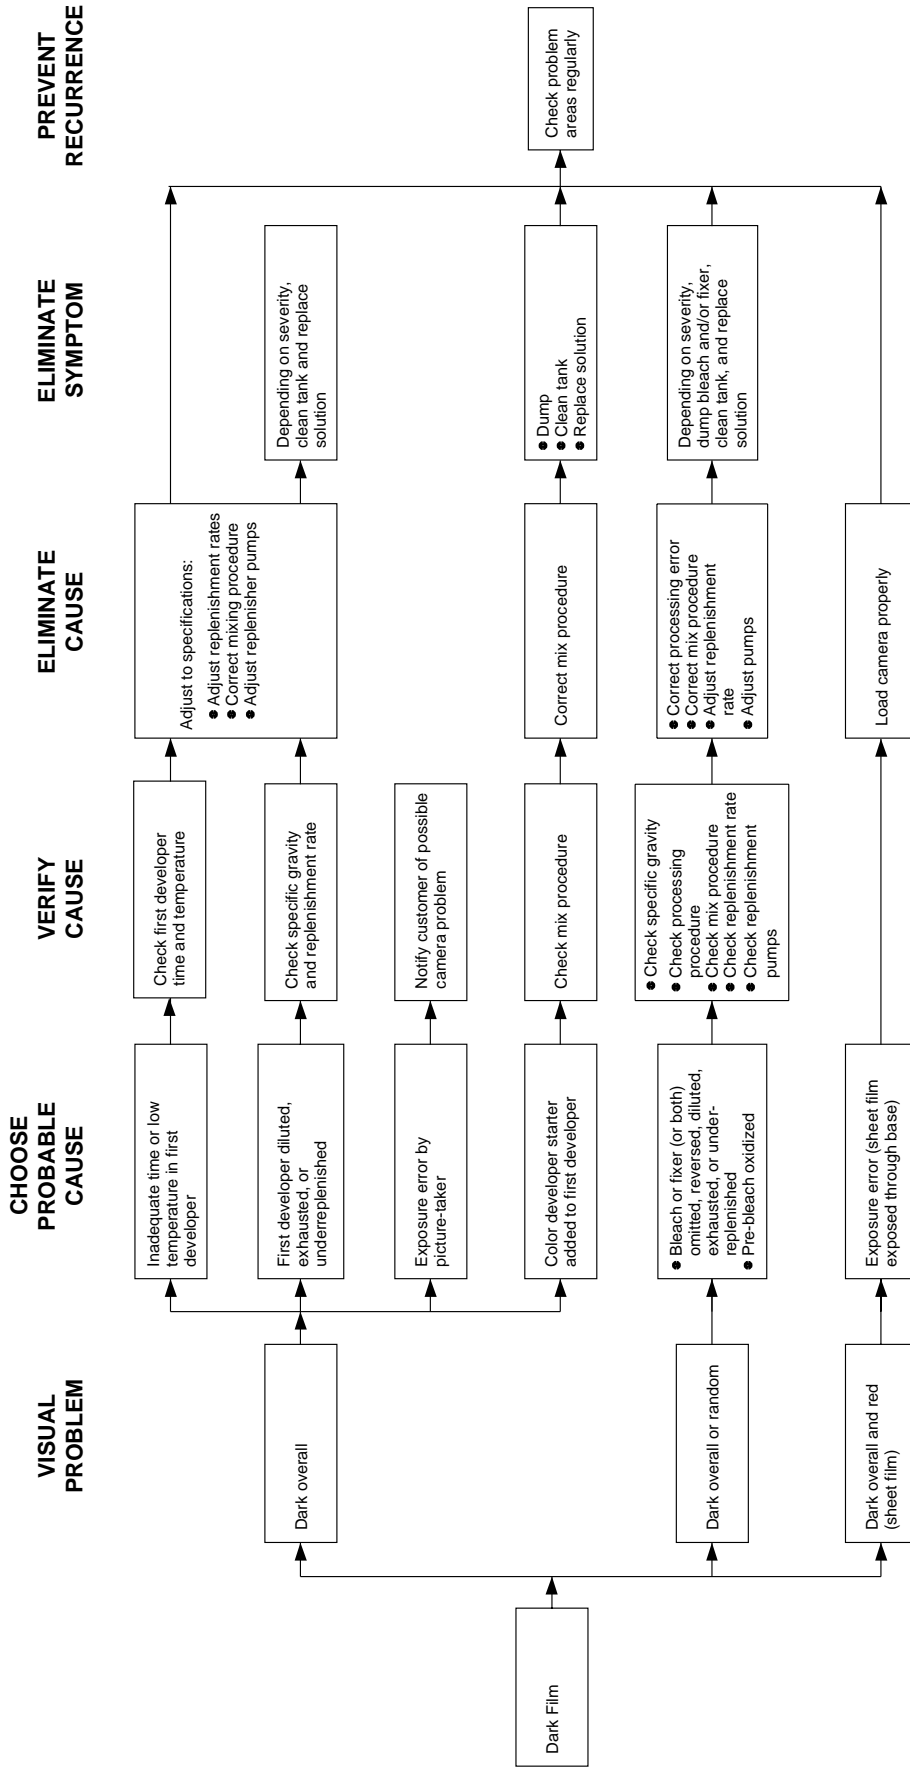 VISUAL
PROBLEM
CHOOSE
PROBABLE
CAUSE
VERIFY
CAUSE
ELIMINATE
CAUSE
ELIMINATE
SYMPTOM
PREVENT
RECURRENCE
Dark Film
Dark overall
Inadequate time or low
temperature in first
developer
Check first developer
time and temperature
Adjust to specifications:
● Adjust replenishment rates
● Correct mixing procedure
● Adjust replenisher pumps
First developer diluted,
exhausted, or
underreplenished
Check specific gravity
and replenishment rate
Depending on severity,
clean tank and replace
solution
Exposure error by
picture-taker
Notify customer of possible
camera problem
Color developer starter
added to first developer
Check mix procedure
Correct mix procedure
● Dump
● Clean tank
● Replace solution
Check problem
areas regularly
Dark overall or random
● Bleach or fixer (or both)
omitted, reversed, diluted,
exhausted, or under-
replenished
● Pre-bleach oxidized
● Check specific gravity
● Check processing
procedure
● Check mix procedure
● Check replenishment rate
● Check replenishment
pumps
● Correct processing error
● Correct mix procedure
● Adjust replenishment
rate
● Adjust pumps
Depending on severity,
dump bleach and/or fixer,
clean tank, and replace
solution
Dark overall and red
(sheet film)
Exposure error (sheet film
exposed through base)
Load camera properly